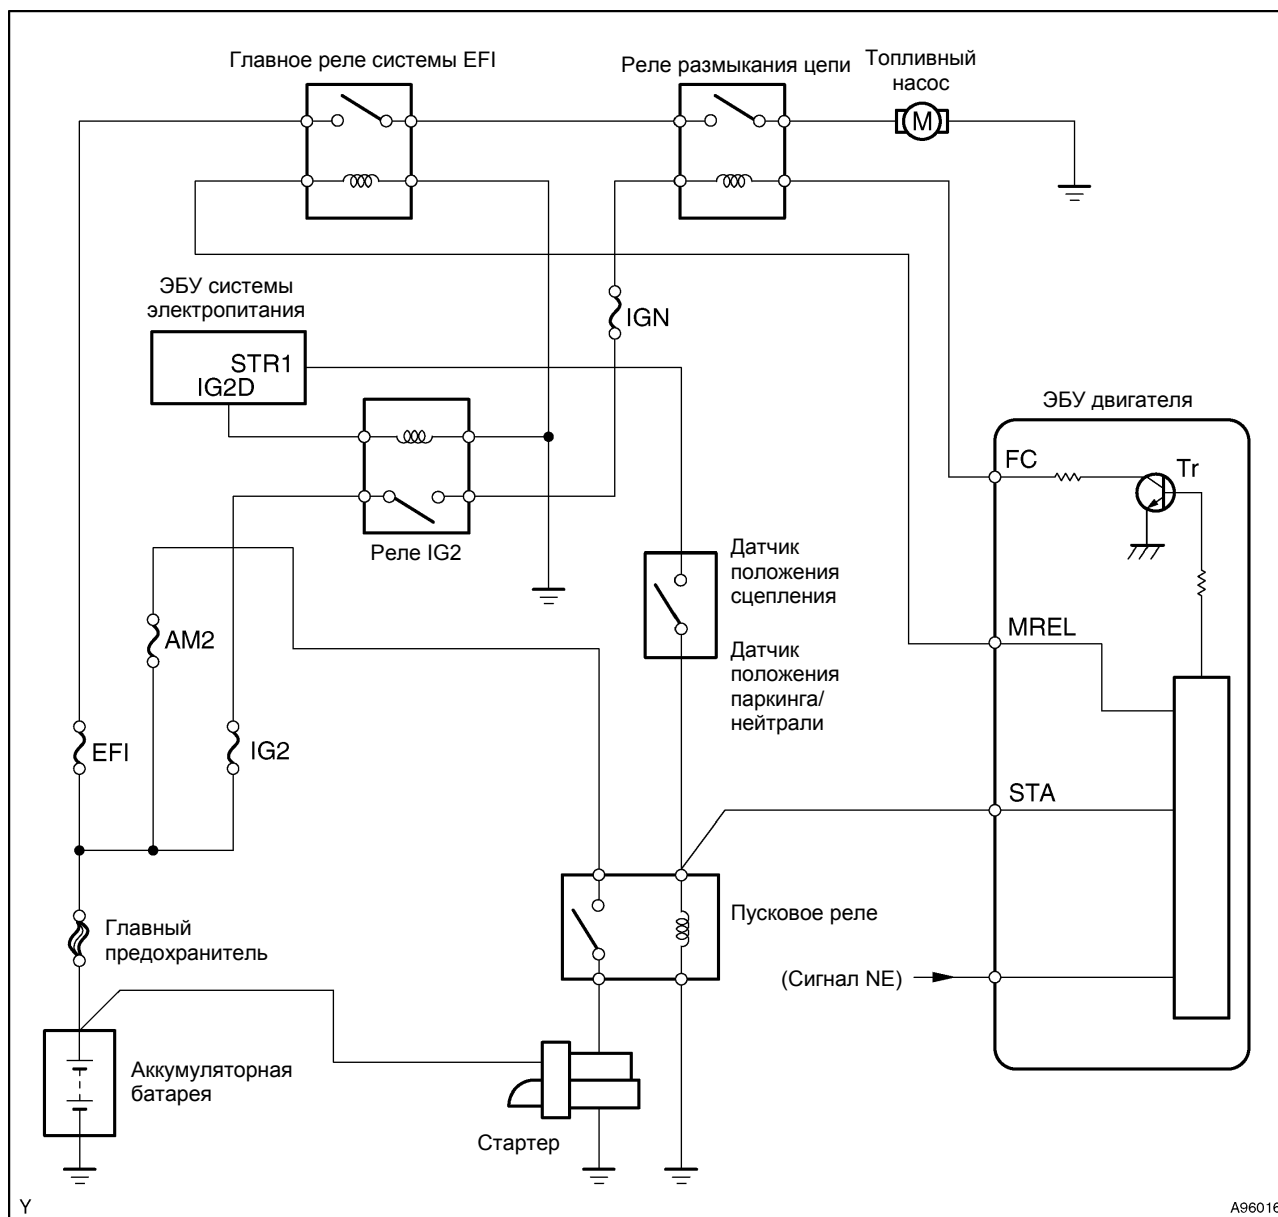 Главное реле системы EFI
Реле размыкания цепи
Топливный
насос
M
ЭБУ системы
электропитания
STR1
IG2D
IGN
ЭБУ двигателя
FC
Tr
Реле IG2
Датчик
положения
сцепления
AM2
MREL
Датчик
положения
паркинга/
нейтрали
EFI
IG2
STA
Главный
предохранитель
Пусковое реле
(Сигнал NE)
Аккумуляторная
батарея
Стартер
Y
A96016